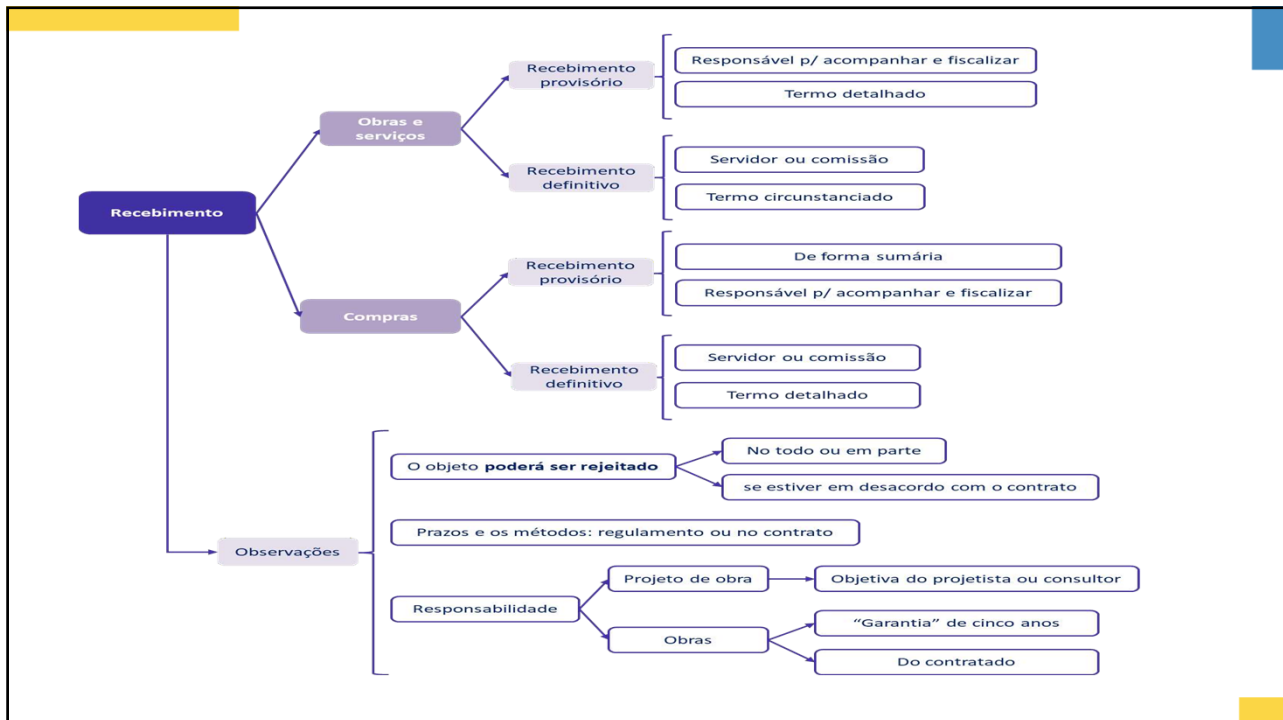 Recebimento
Obras e
serviços
Recebimento
provisório
Responsável p/ acompanhar e fiscalizar
Termo detalhado
Recebimento
definitivo
Servidor ou comissão
Termo circunstanciado
Compras
Recebimento
provisório
De forma sumária
Responsável p/ acompanhar e fiscalizar
Recebimento
definitivo
Servidor ou comissão
Termo detalhado
Observações
O objeto poderá ser rejeitado
No todo ou em parte
se estiver em desacordo com o contrato
Prazos e os métodos: regulamento ou no contrato
Responsabilidade
Projeto de obra
Objetiva do projetista ou consultor
Obras
“Garantia” de cinco anos
Do contratado